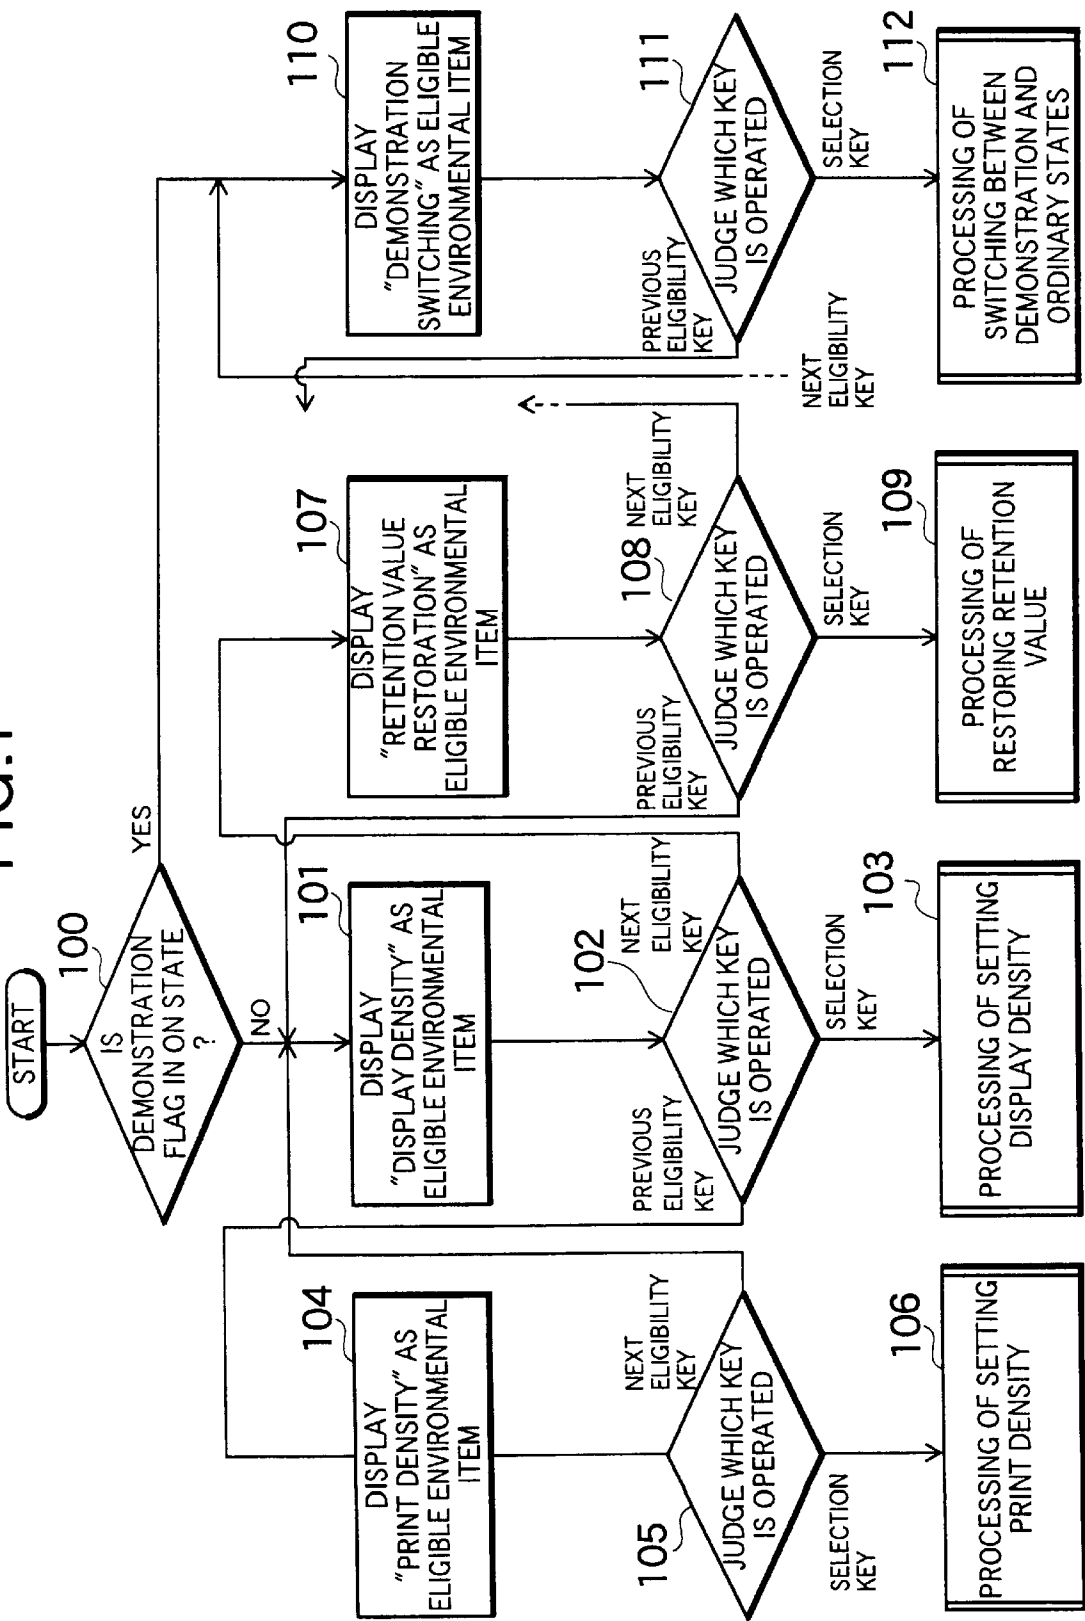 START
100
IS
DEMONSTRATION
FLAG IN ON STATE
?
YES
NO
104
DISPLAY
"PRINT DENSITY" AS
ELIGIBLE ENVIRONMENTAL
ITEM
101
DISPLAY
"DISPLAY DENSITY" AS
ELIGIBLE ENVIRONMENTAL
ITEM
107
DISPLAY
"RETENTION VALUE
RESTORATION" AS
ELIGIBLE ENVIRONMENTAL
ITEM
110
DISPLAY
"DEMONSTRATION
SWITCHING" AS ELIGIBLE
ENVIRONMENTAL ITEM
105
JUDGE WHICH KEY
IS OPERATED
NEXT
ELIGIBILITY
KEY
SELECTION
KEY
PREVIOUS
ELIGIBILITY
KEY
102
JUDGE WHICH KEY
IS OPERATED
NEXT
ELIGIBILITY
KEY
SELECTION
KEY
PREVIOUS
ELIGIBILITY
KEY
108
JUDGE WHICH KEY
IS OPERATED
NEXT
ELIGIBILITY
KEY
SELECTION
KEY
PREVIOUS
ELIGIBILITY
KEY
111
JUDGE WHICH KEY
IS OPERATED
SELECTION
KEY
NEXT
ELIGIBILITY
KEY
106
PROCESSING OF SETTING
PRINT DENSITY
103
PROCESSING OF SETTING
DISPLAY DENSITY
109
PROCESSING OF
RESTORING RETENTION
VALUE
112
PROCESSING OF
SWITCHING BETWEEN
DEMONSTRATION AND
ORDINARY STATES